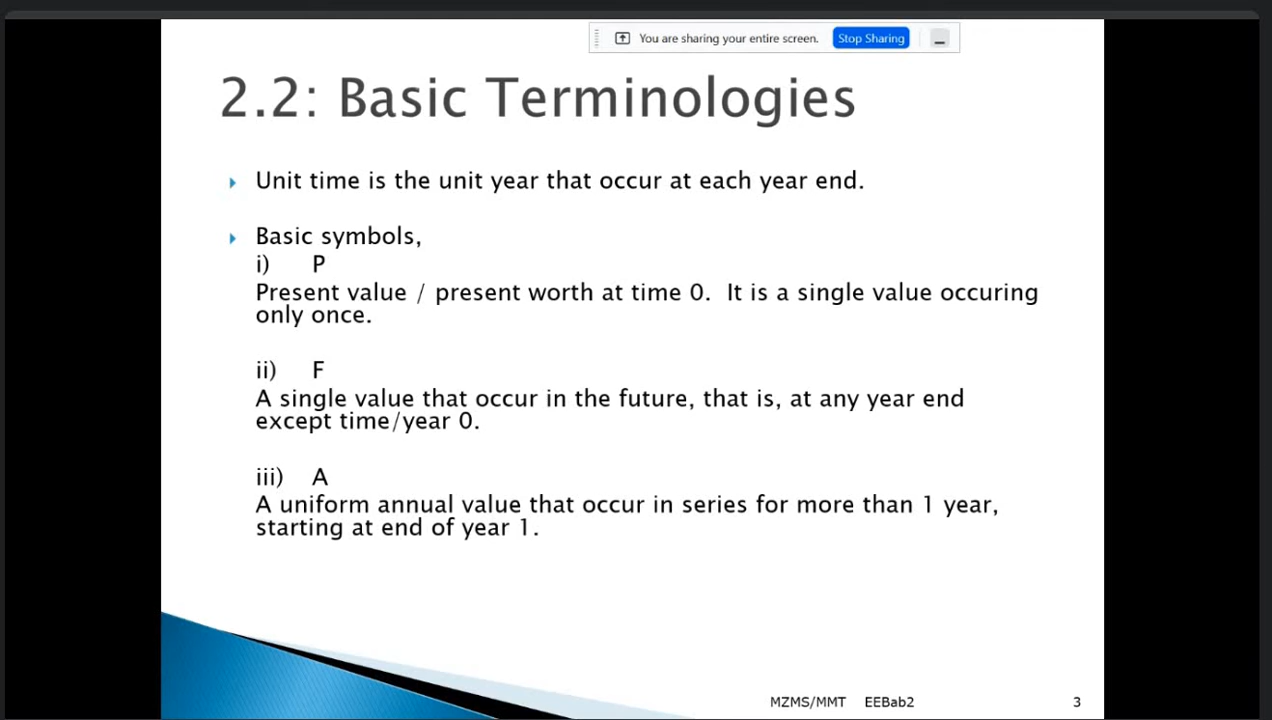 You are sharing your entire screen. Stop Sharing
2.2: Basic Terminologies
Unit time is the unit year that occur at each year end.
Basic symbols,
i) P
Present value / present worth at time 0. It is a single value occuring
only once.
ii) F
A single value that occur in the future, that is, at any year end
except time/year 0.
iii) A
A uniform annual value that occur in series for more than 1 year,
starting at end of year 1.
MZMS/MMT EEBab2 3